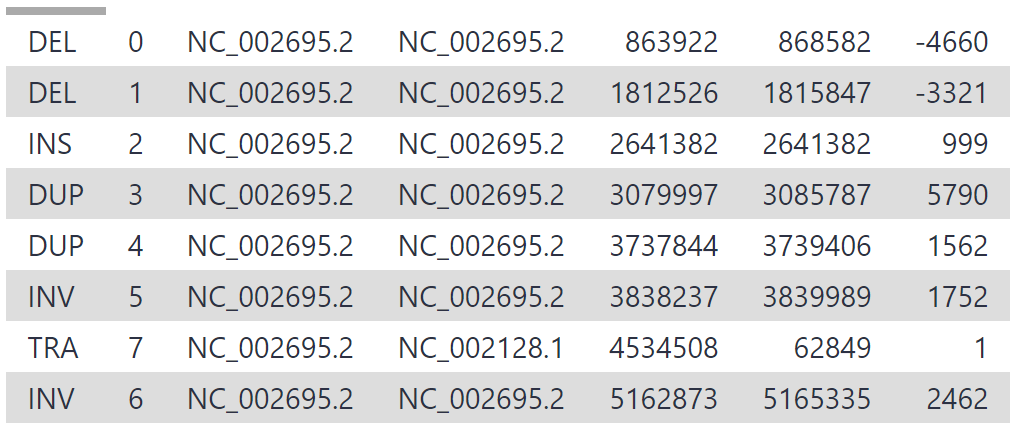 DEL 0 NC_002695.2 NC_002695.2 863922 868582 -4660
DEL 1 NC_002695.2 NC_002695.2 1812526 1815847 -3321
INS 2 NC_002695.2 NC_002695.2 2641382 2641382 999
DUP 3 NC_002695.2 NC_002695.2 3079997 3085787 5790
DUP 4 NC_002695.2 NC_002695.2 3737844 3739406 1562
INV 5 NC_002695.2 NC_002695.2 3838237 3839989 1752
TRA 7 NC_002695.2 NC_002128.1 4534508 62849 1
INV 6 NC_002695.2 NC_002695.2 5162873 5165335 2462